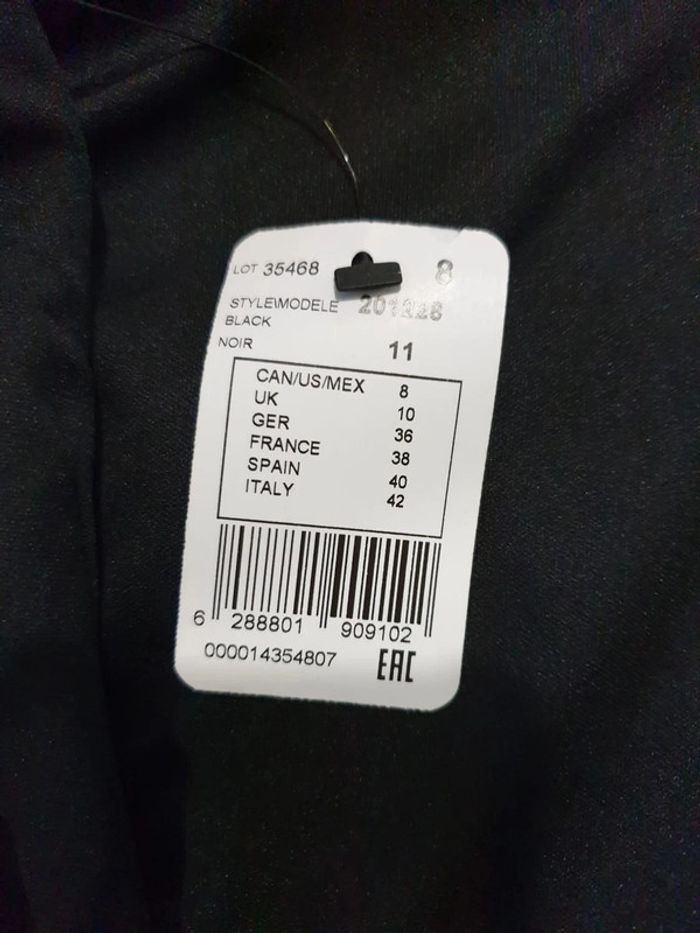 LOT 35468 8
STYLE\MODELE
BLACK
NOIR 11
CAN/US/MEX 8
UK 10
GER 36
FRANCE 38
SPAIN 40
ITALY 42
6 288801 909102
000014354807 EAC